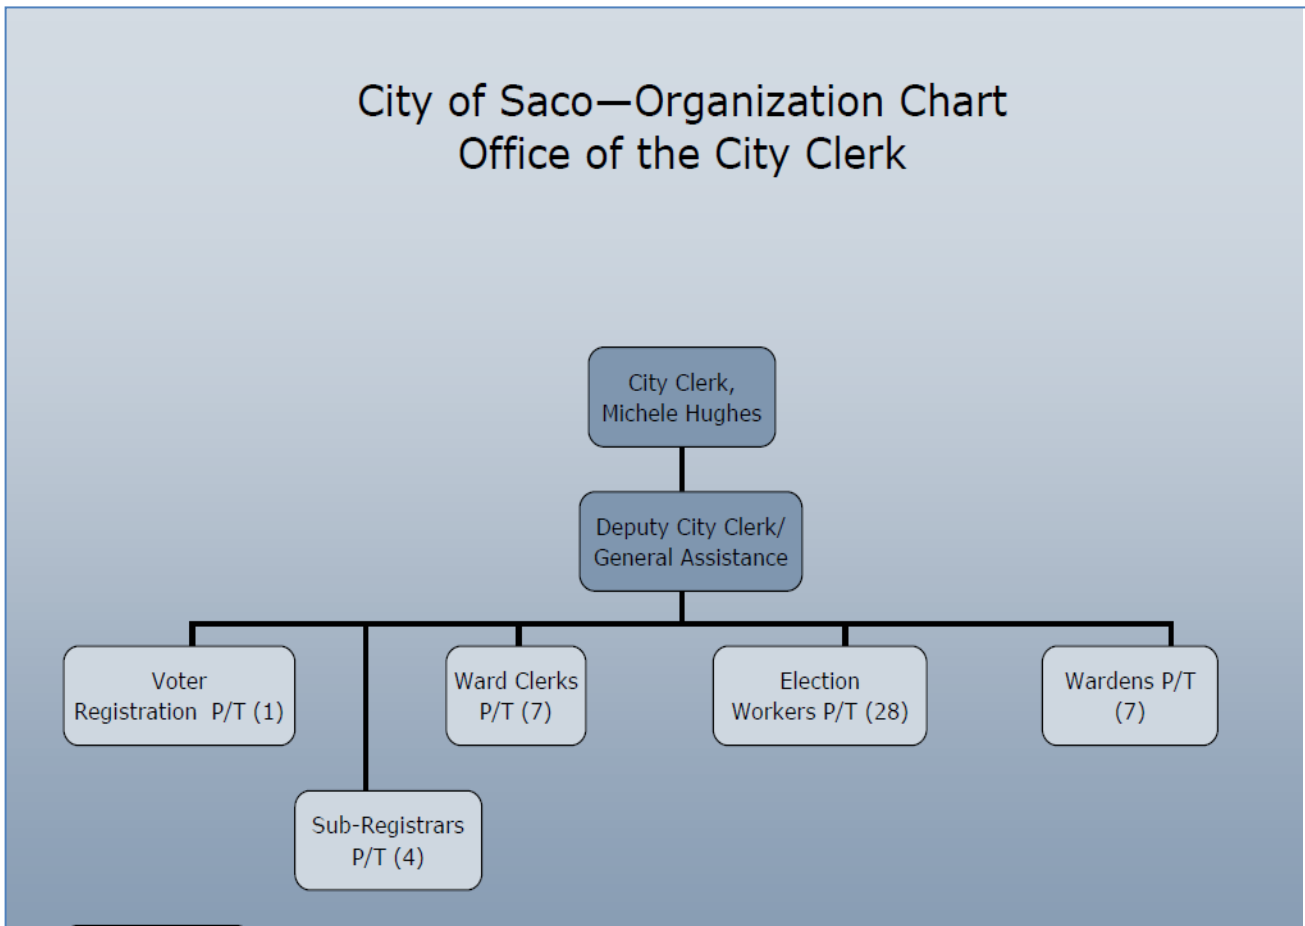 City of Saco—Organization Chart
Office of the City Clerk
City Clerk,
Michele Hughes
Deputy City Clerk/
General Assistance
Voter
Registration P/T (1)
Ward Clerks
P/T (7)
Election
Workers P/T (28)
Wardens P/T
(7)
Sub-Registrars
P/T (4)